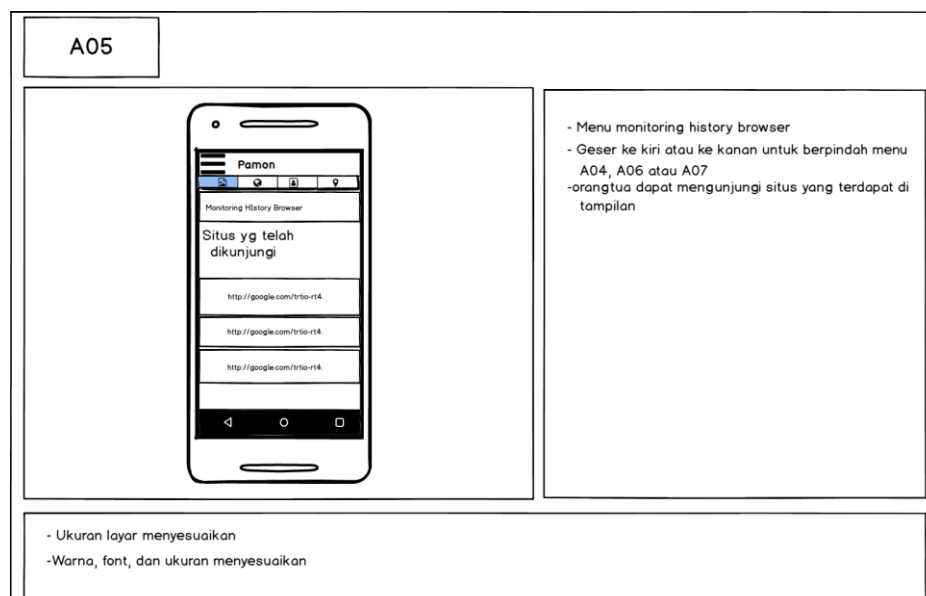 A05
Pamon
Monitoring HIstory Browser
Situs yg telah
dikunjungi
http://google.com/trtio-rt4.
http://google.com/trtio-rt4.
http://google.com/trtio-rt4.
- Menu monitoring history browser
- Geser ke kiri atau ke kanan untuk berpindah menu
A04, A06 atau A07
-orangtua dapat mengunjungi situs yang terdapat di
tampilan
- Ukuran layar menyesuaikan
-Warna, font, dan ukuran menyesuaikan